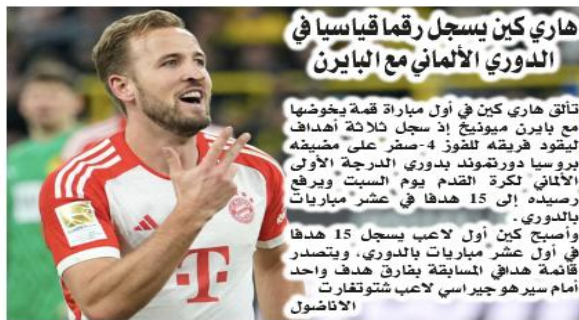 هاري كين يسجل رقما قياسيا في
الدوري الألماني مع البايرن
تألق هاري كين في أول مباراة قمة يخوضها
مع بايرن ميونيخ إذ سجل ثلاثة أهداف
ليقود فريقه للفوز 4-صفر على مضيفه
بروسيا دورتموند بدوري الدرجة الأولى
الألماني لكرة القدم يوم السبت ويرفع
رصيده إلى 15 هدفا في عشر مباريات
بالدوري.
وأصبح كين أول لاعب يسجل 15 هدفا
في أول عشر مباريات بالدوري، ويتصدر
قائمة هدافي المسابقة بفارق هدف واحد
أمام سيرهو جيراسي لاعب شتوتغارت
الاناضول
T